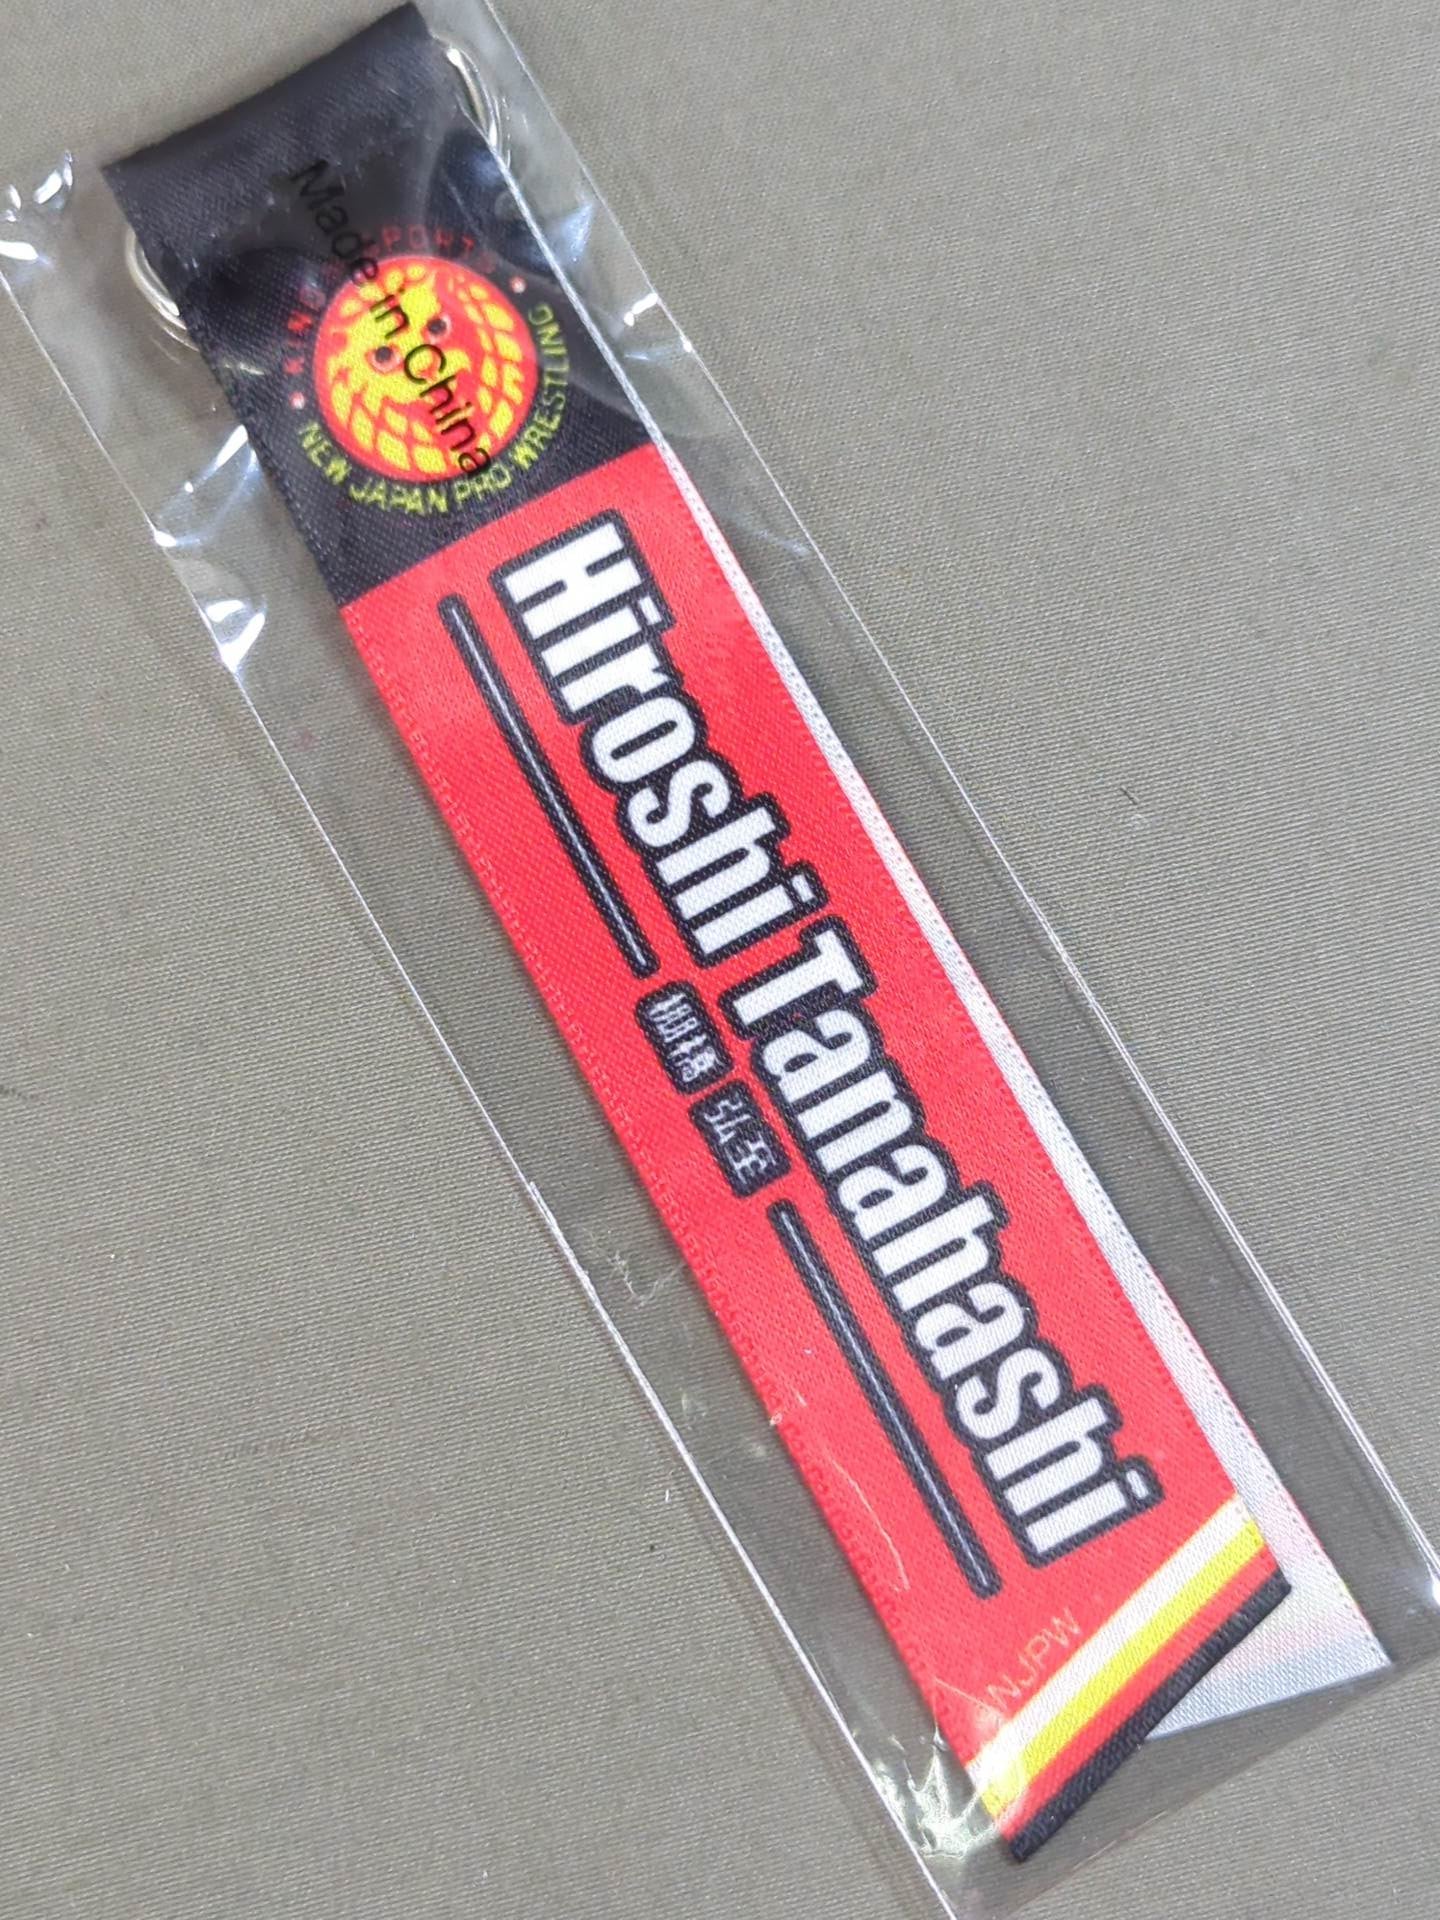 Made in China
KING OF SPORTS
NEW JAPAN PRO-WRESTLING
Hiroshi Tanahashi
棚橋 弘至
©NJPW